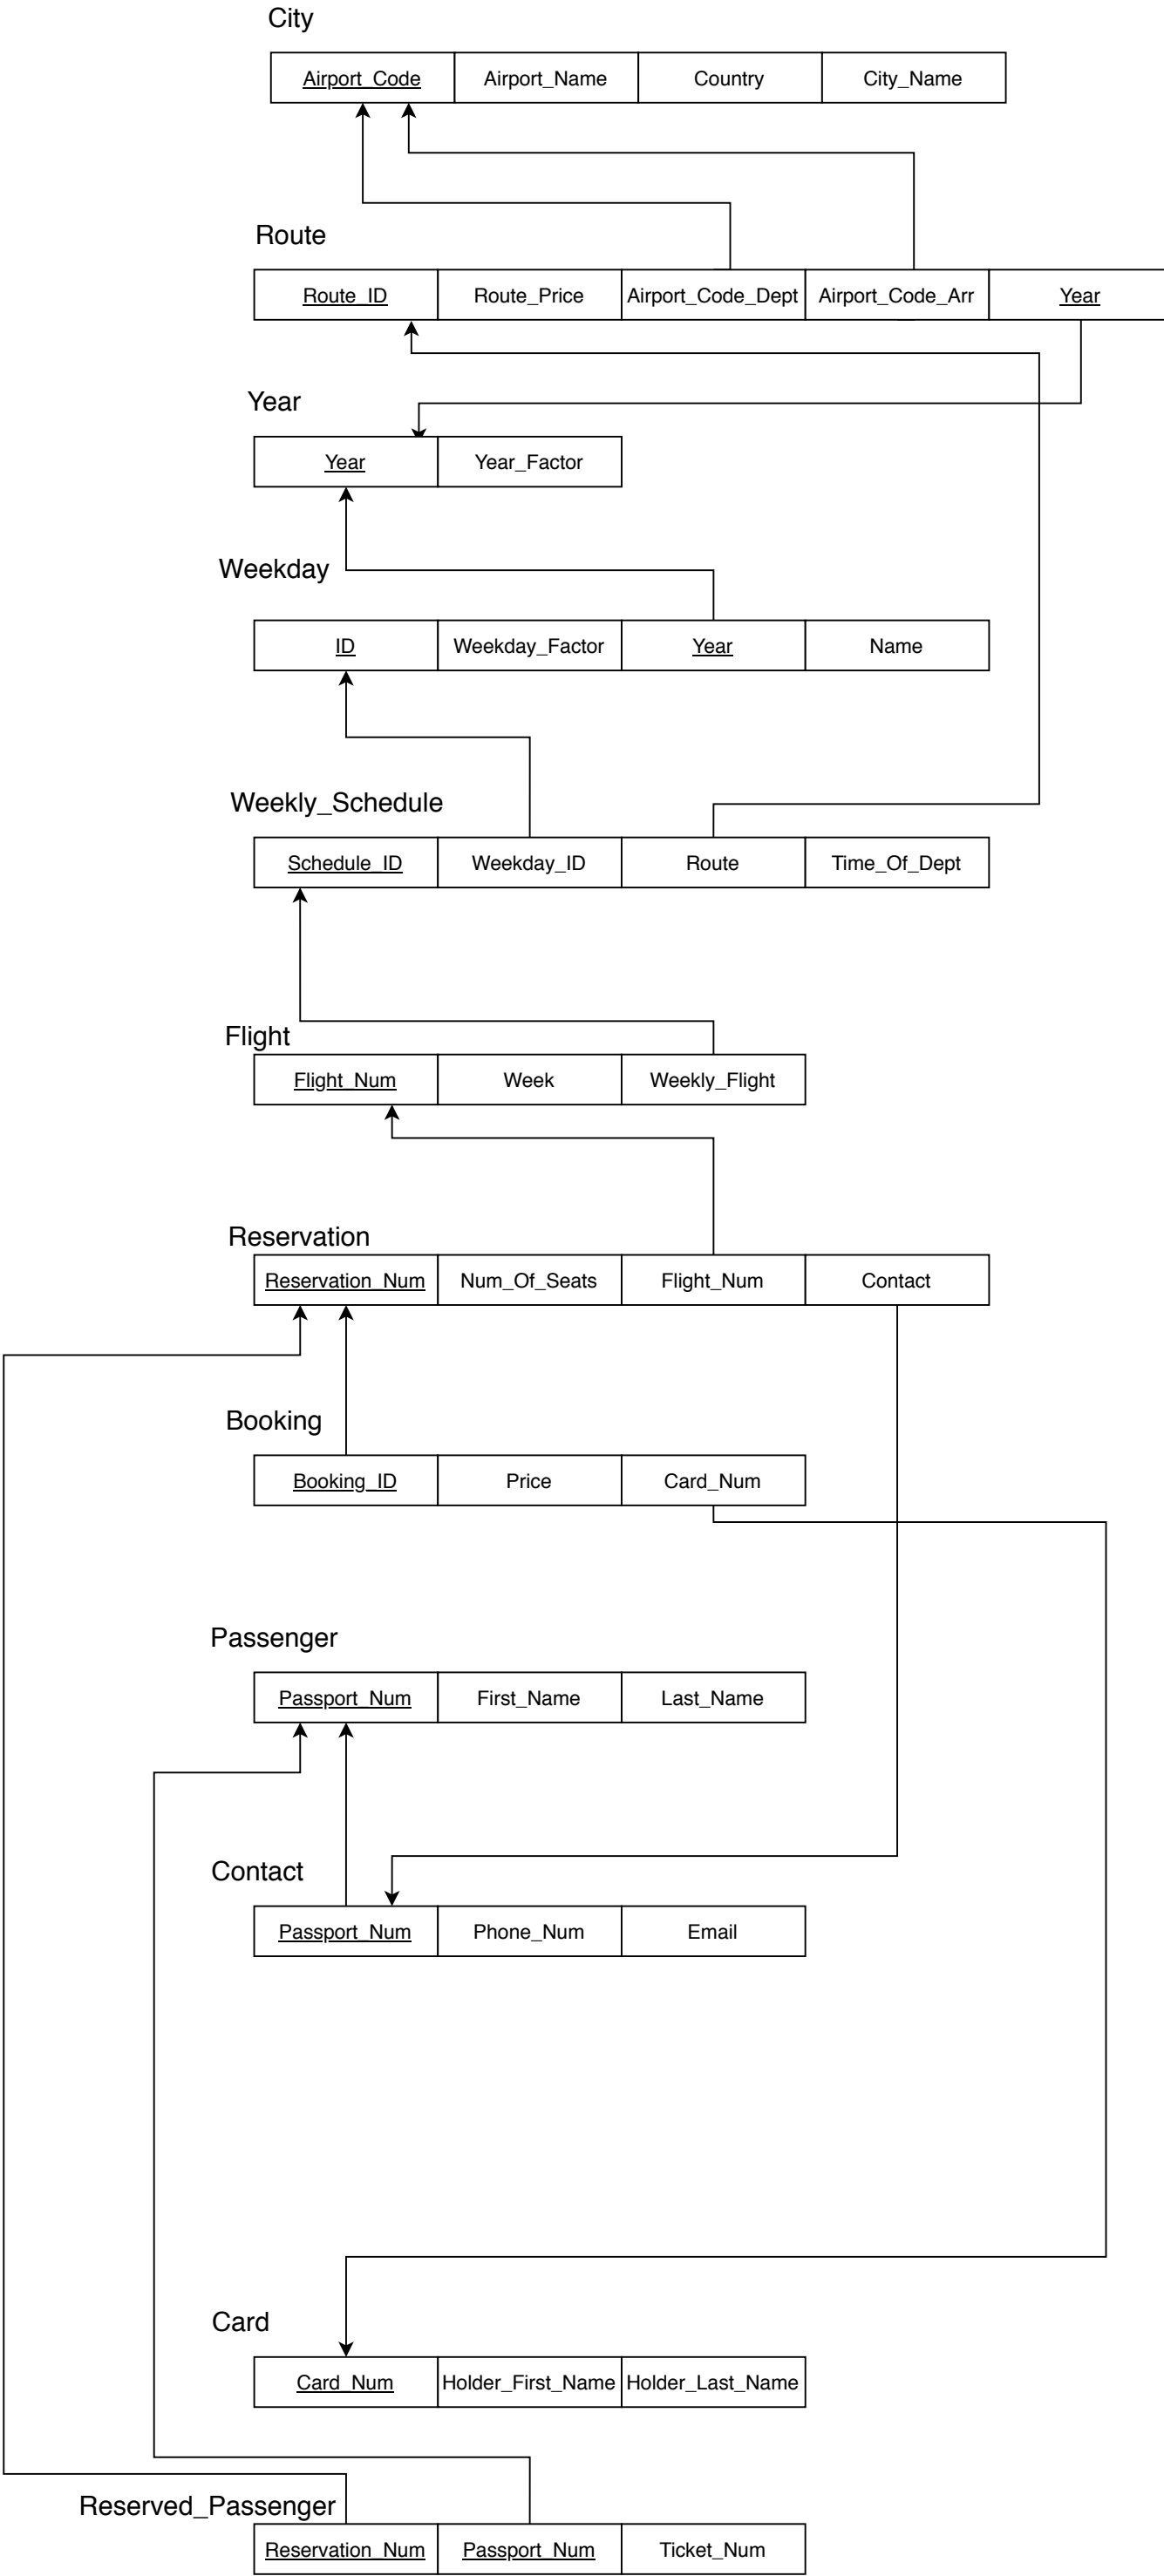 City
Airport_Code Airport_Name Country City_Name
Route
Route_ID Route_Price Airport_Code_Dept Airport_Code_Arr Year
Year
Year Year_Factor
Weekday
ID Weekday_Factor Year Name
Weekly_Schedule
Schedule_ID Weekday_ID Route Time_Of_Dept
Flight
Flight_Num Week Weekly_Flight
Reservation
Reservation_Num Num_Of_Seats Flight_Num Contact
Booking
Booking_ID Price Card_Num
Passenger
Passport_Num First_Name Last_Name
Contact
Passport_Num Phone_Num Email
Card
Card_Num Holder_First_Name Holder_Last_Name
Reserved_Passenger
Reservation_Num Passport_Num Ticket_Num